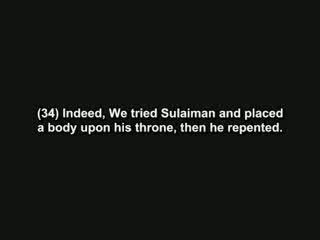 (34) Indeed, We tried Sulaiman and placed
a body upon his throne, then he repented.